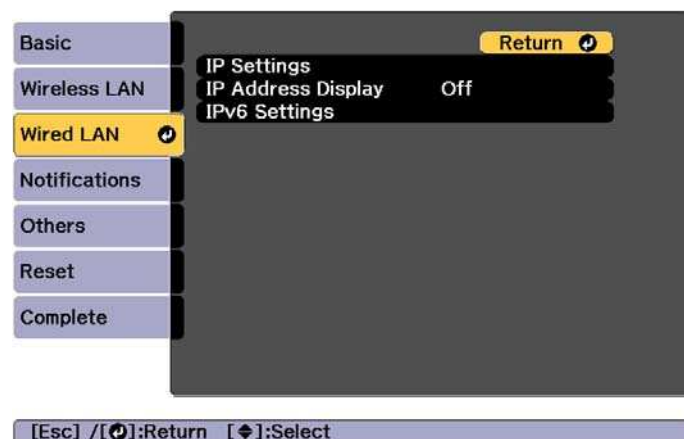 Basic
Wireless LAN
Wired LAN
Notifications
Others
Reset
Complete
Return
IP Settings
IP Address Display Off
IPv6 Settings
[Esc] /[⏎]:Return [◆]:Select